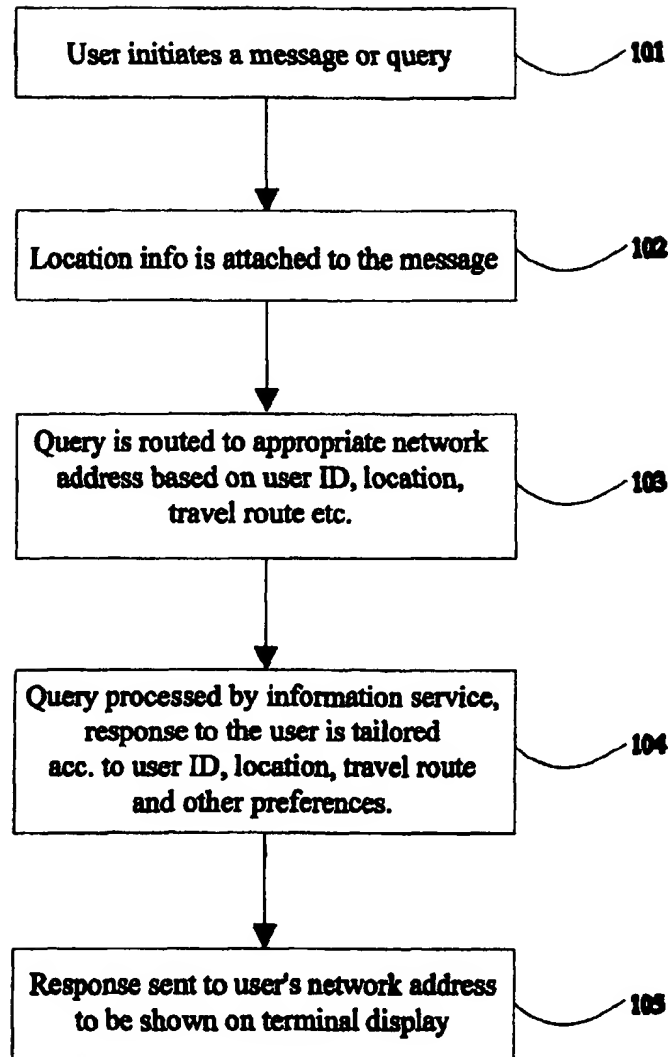 User initiates a message or query
101
Location info is attached to the message
102
Query is routed to appropriate network
address based on user ID, location,
travel route etc.
103
Query processed by information service,
response to the user is tailored
acc. to user ID, location, travel route
and other preferences.
104
Response sent to user's network address
to be shown on terminal display
105